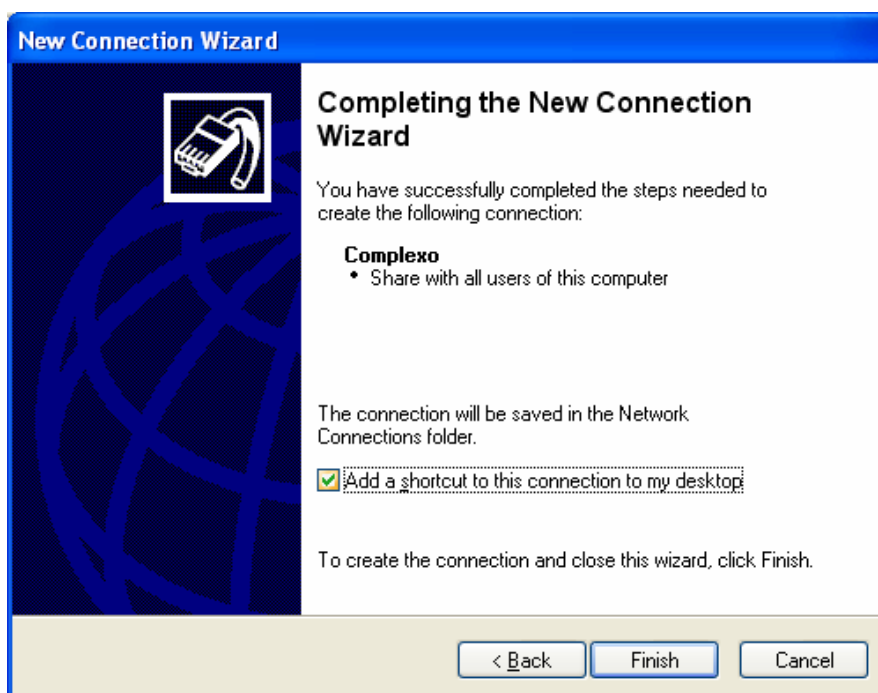 New Connection Wizard
Completing the New Connection
Wizard
You have successfully completed the steps needed to
create the following connection:
Complexo
• Share with all users of this computer
The connection will be saved in the Network
Connections folder.
Add a shortcut to this connection to my desktop
To create the connection and close this wizard, click Finish.
< Back
Finish
Cancel